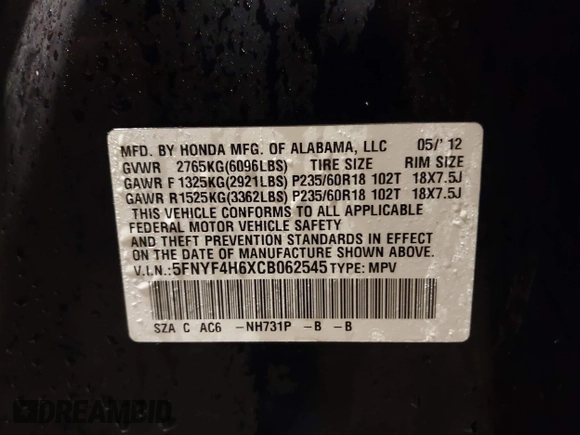 MFD. BY HONDA MFG. OF ALABAMA, LLC 05/' 12
GVWR 2765KG(6096LBS) TIRE SIZE RIM SIZE
GAWR F 1325KG(2921LBS) P235/60R18 102T 18X7.5J
GAWR R1525KG(3362LBS) P235/60R18 102T 18X7.5J
THIS VEHICLE CONFORMS TO ALL APPLICABLE
FEDERAL MOTOR VEHICLE SAFETY
AND THEFT PREVENTION STANDARDS IN EFFECT
ON THE DATE OF MANUFACTURE SHOWN ABOVE.
V.I.N.:5FNYF4H6XCB062545 TYPE: MPV
SZA C AC6 -NH731P -B -B
DREAMBID